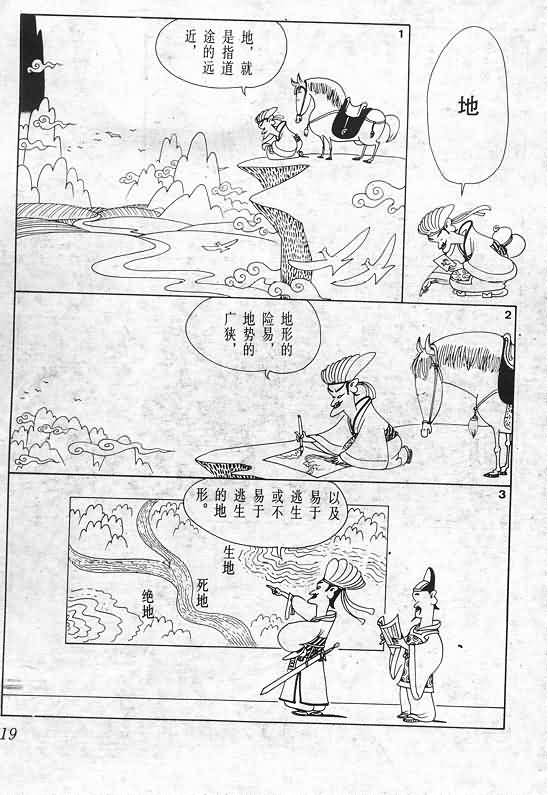 地
1
地，就
是指道
途的远
近，
2
地形的
险易，
地势的
广狭，
3
以及
易于
逃生
或不
易于
逃生
的地
形。
生地
死地
绝地
19